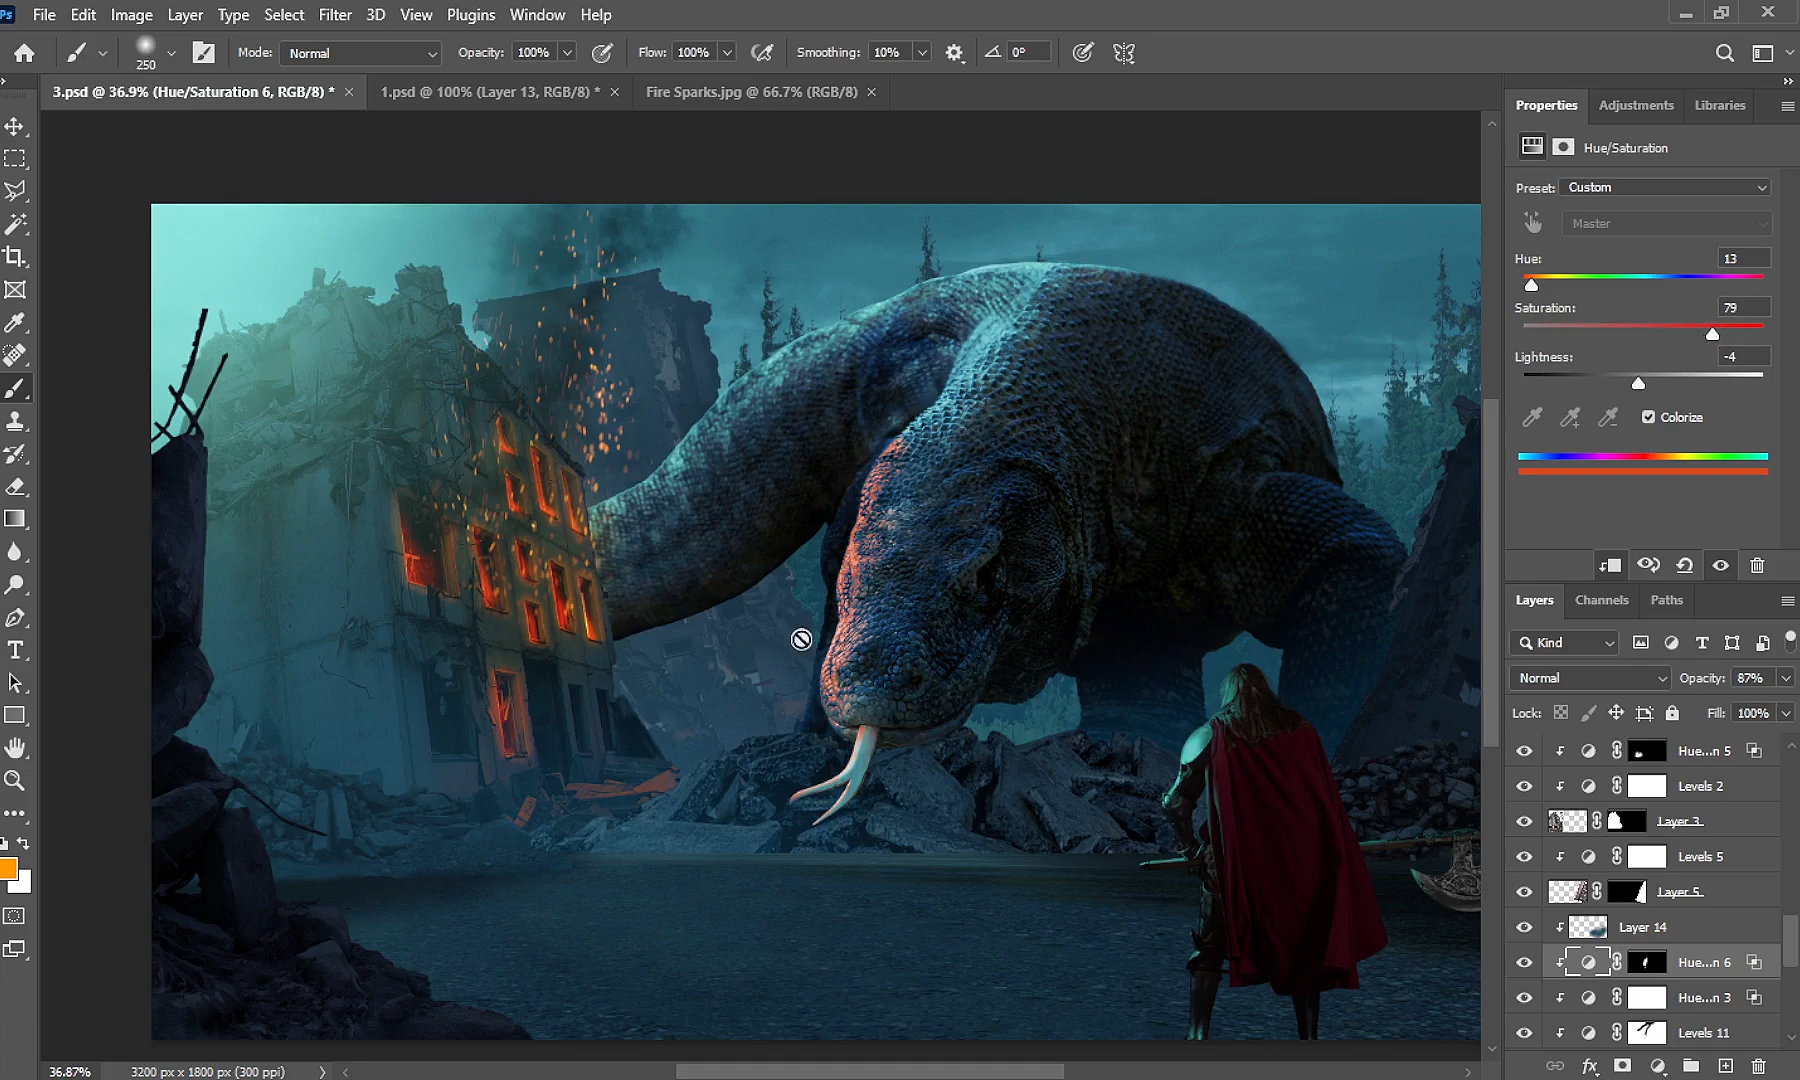 Ps File Edit Image Layer Type Select Filter 3D View Plugins Window Help
250 Mode: Normal Opacity: 100% Flow: 100% Smoothing: 10% 0°
3.psd @ 36.9% (Hue/Saturation 6, RGB/8) * × 1.psd @ 100% (Layer 13, RGB/8) * × Fire Sparks.jpg @ 66.7% (RGB/8) ×
Properties Adjustments Libraries
Hue/Saturation
Preset: Custom
Master
Hue: 13
Saturation: 79
Lightness: -4
Colorize
Layers Channels Paths
Kind
Normal Opacity: 87%
Lock: Fill: 100%
Hue...n 5
Levels 2
Layer 3
Levels 5
Layer 5
Layer 14
Hue...n 6
Hue...n 3
Levels 11
36.87% 3200 px x 1800 px (300 ppi)